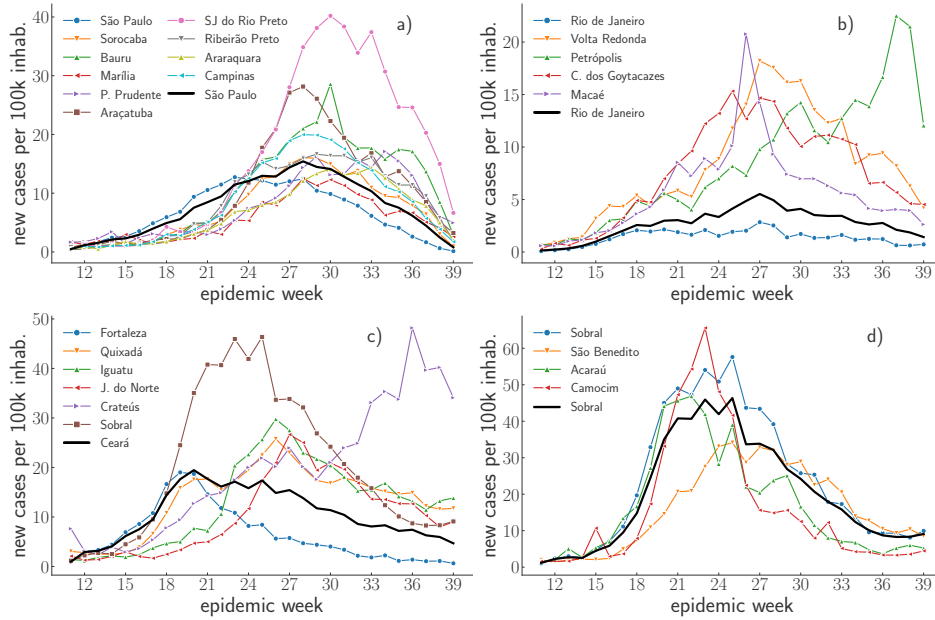 a)
São Paulo
Sorocaba
Bauru
Marília
P. Prudente
Araçatuba
SJ do Rio Preto
Ribeirão Preto
Araraquara
Campinas
São Paulo
new cases per 100k inhab.
40
30
20
10
0
12 15 18 21 24 27 30 33 36 39
epidemic week
b)
Rio de Janeiro
Volta Redonda
Petrópolis
C. dos Goytacazes
Macaé
Rio de Janeiro
new cases per 100k inhab.
20
15
10
5
0
12 15 18 21 24 27 30 33 36 39
epidemic week
c)
Fortaleza
Quixadá
Iguatu
J. do Norte
Crateús
Sobral
Ceará
new cases per 100k inhab.
50
40
30
20
10
0
12 15 18 21 24 27 30 33 36 39
epidemic week
d)
Sobral
São Benedito
Acaraú
Camocim
Sobral
new cases per 100k inhab.
60
50
40
30
20
10
0
12 15 18 21 24 27 30 33 36 39
epidemic week